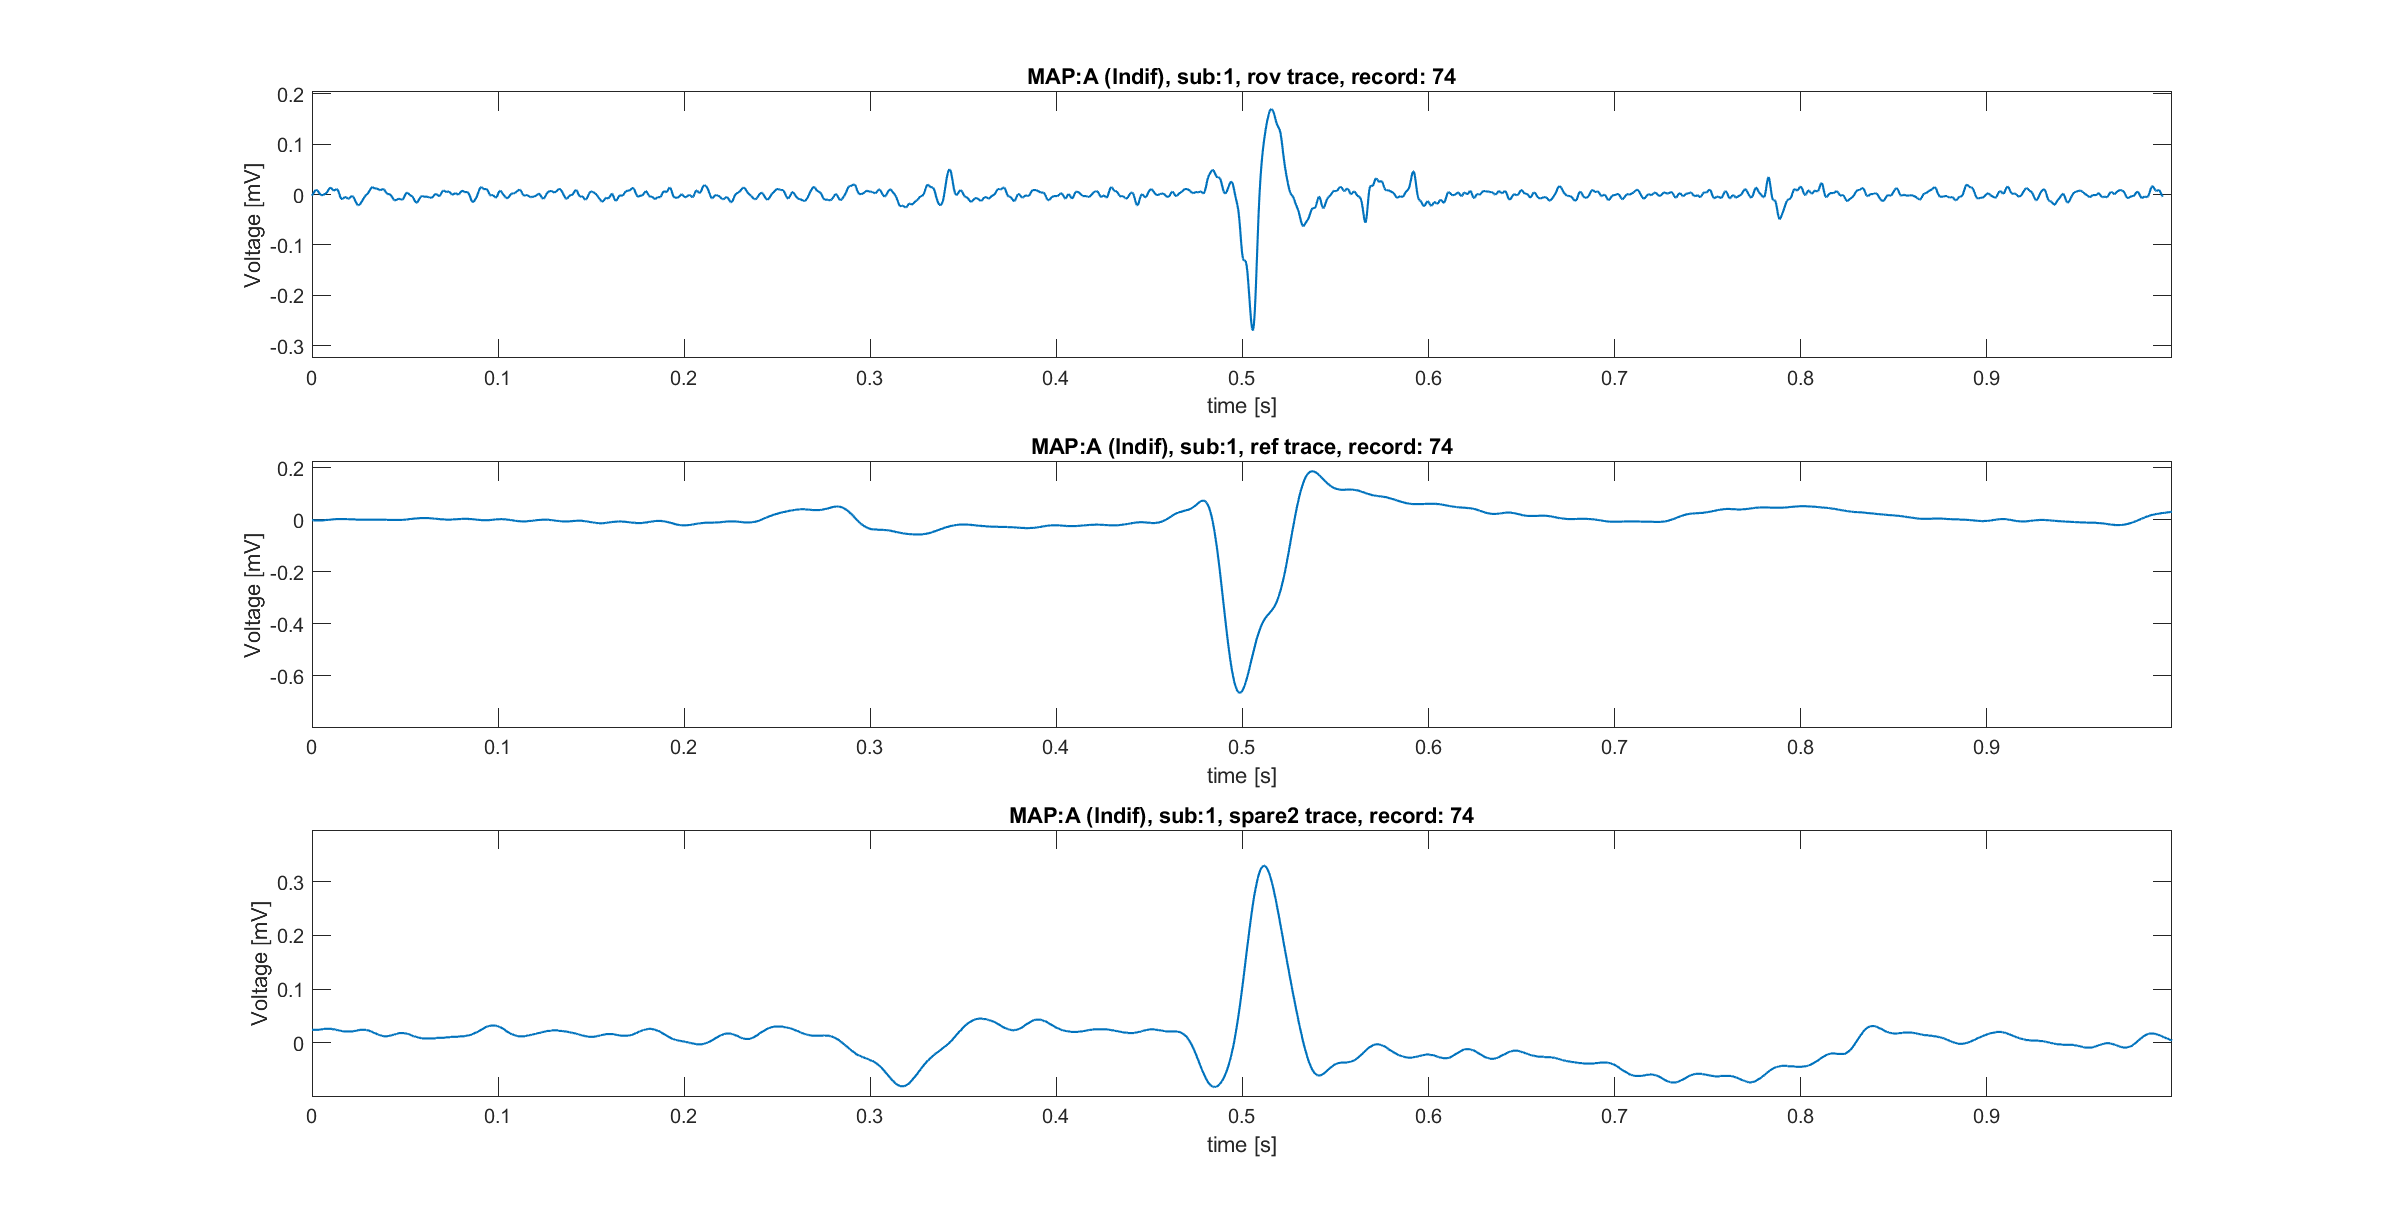 MAP:A (Indif), sub:1, rov trace, record: 74
0.2
0.1
0
-0.1
-0.2
-0.3
Voltage [mV]
0 0.1 0.2 0.3 0.4 0.5 0.6 0.7 0.8 0.9
time [s]
MAP:A (Indif), sub:1, ref trace, record: 74
0.2
0
-0.2
-0.4
-0.6
Voltage [mV]
0 0.1 0.2 0.3 0.4 0.5 0.6 0.7 0.8 0.9
time [s]
MAP:A (Indif), sub:1, spare2 trace, record: 74
0.3
0.2
0.1
0
Voltage [mV]
0 0.1 0.2 0.3 0.4 0.5 0.6 0.7 0.8 0.9
time [s]